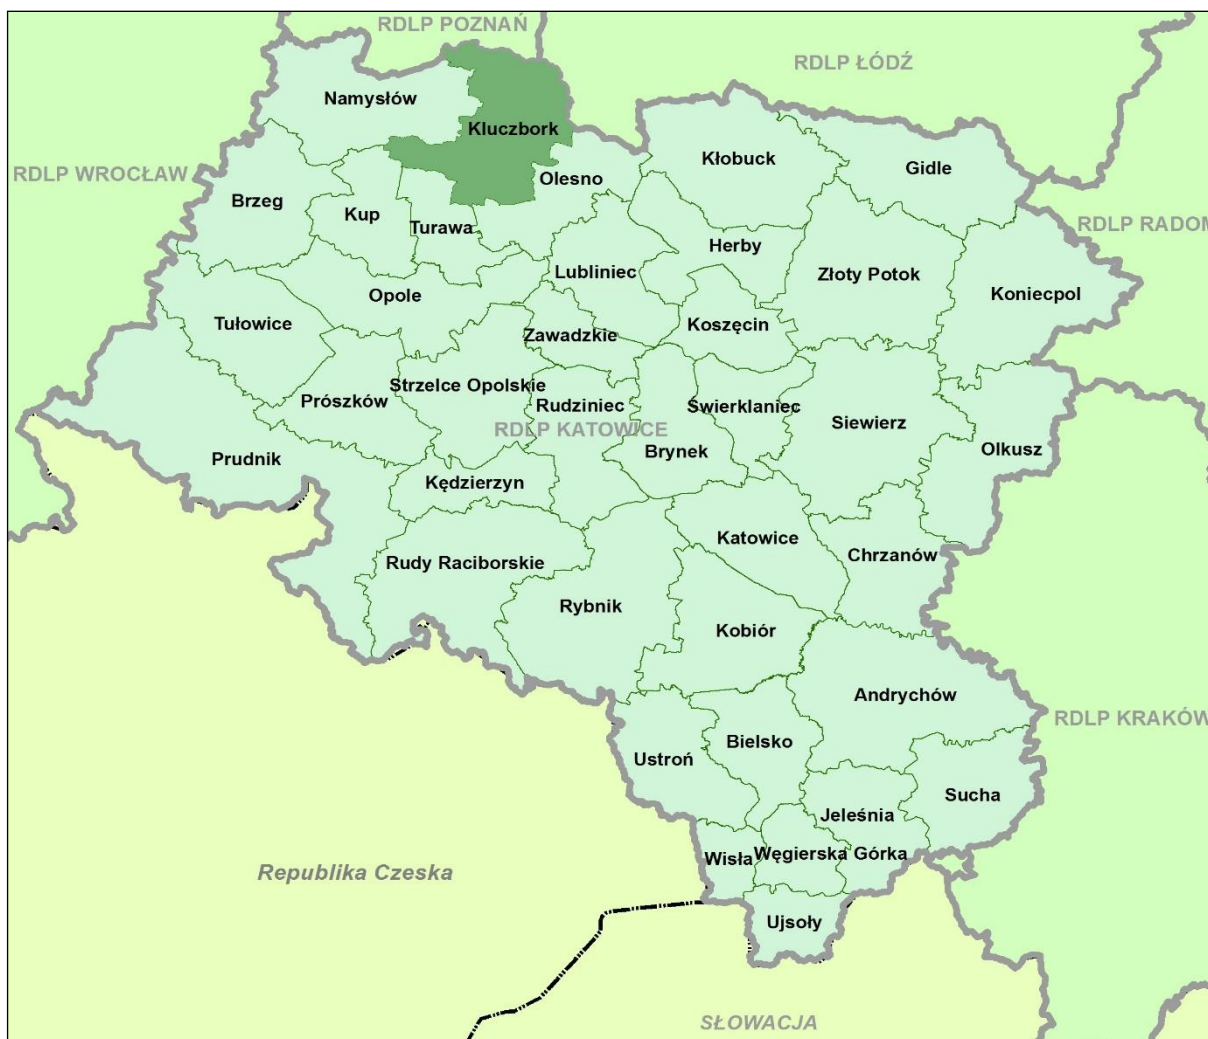 RDLP POZNAŃ
RDLP ŁÓDŹ
Namysłów
Kluczbork
Kłobuck
Gidle
RDLP WROCŁAW
Olesno
Brzeg
Kup
Turawa
RDLP RADOM
Herby
Lubliniec
Złoty Potok
Opole
Koniecpol
Tułowice
Koszęcin
Zawadzkie
Strzelce Opolskie
Prószków
Rudziniec
Świerklaniec
Siewierz
RDLP KATOWICE
Brynek
Olkusz
Prudnik
Kędzierzyn
Katowice
Chrzanów
Rudy Raciborskie
Rybnik
Kobiór
Andrychów
RDLP KRAKÓW
Bielsko
Ustroń
Sucha
Jeleśnia
Wisła
Węgierska Górka
Republika Czeska
Ujsoły
SŁOWACJA